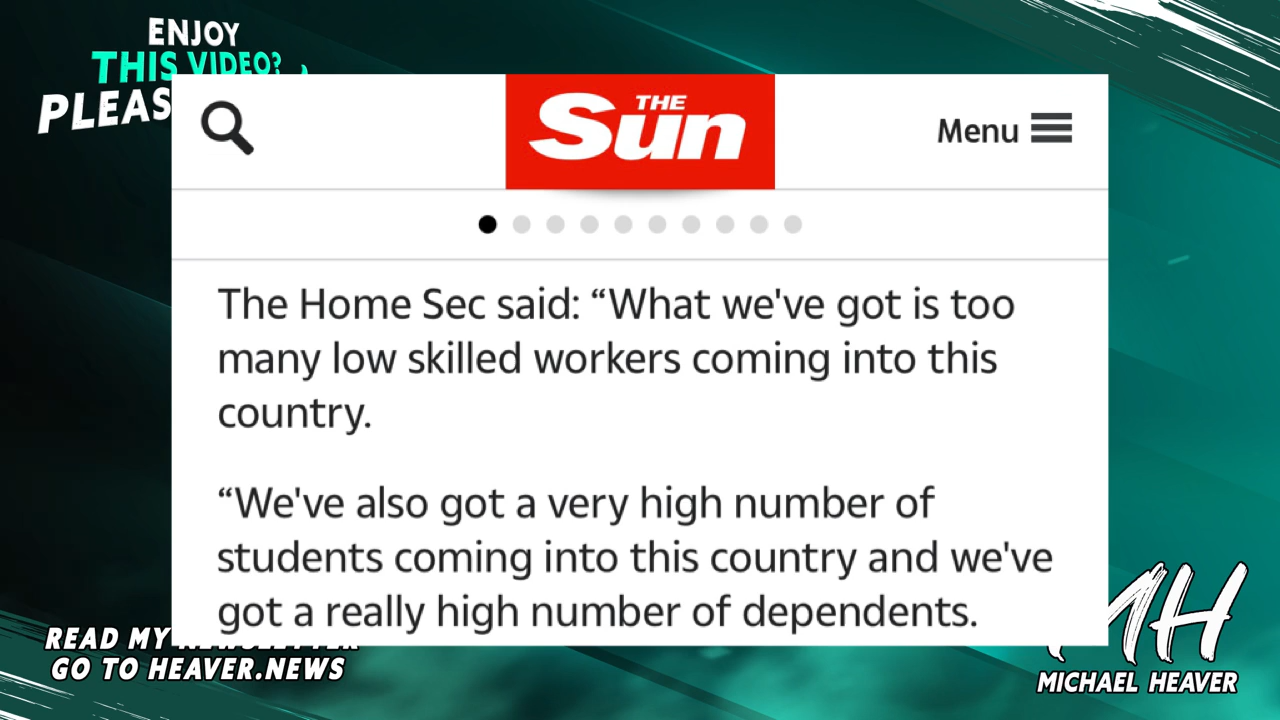 ENJOY
THIS VIDEO?
PLEAS
THE
Sun
Menu
The Home Sec said: “What we've got is too
many low skilled workers coming into this
country.
“We've also got a very high number of
students coming into this country and we've
got a really high number of dependents.
READ MY NEWSLETTER
GO TO HEAVER.NEWS
MH
MICHAEL HEAVER